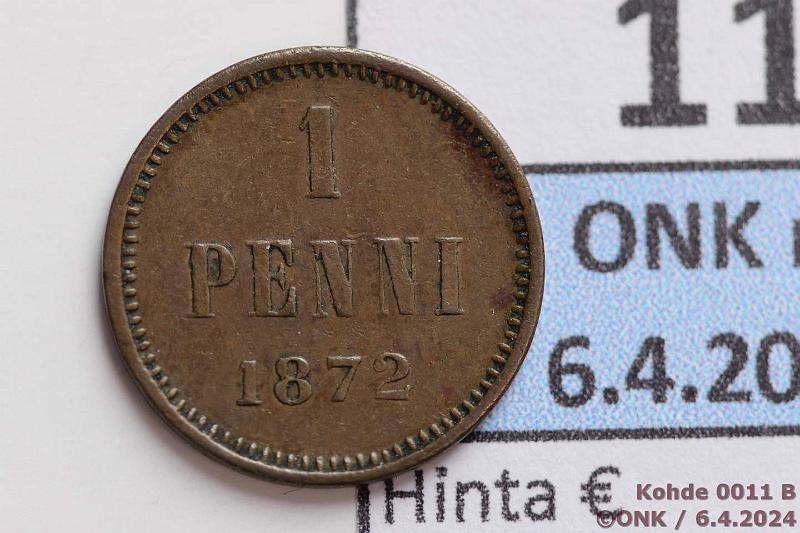 1
PENNI
1872
11
ONK
6.4.20
Hinta €
Kohde 0011 B
©ONK / 6.4.2024